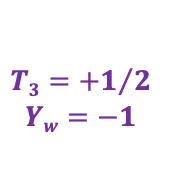 T₃ = +1/2
Y_w = −1